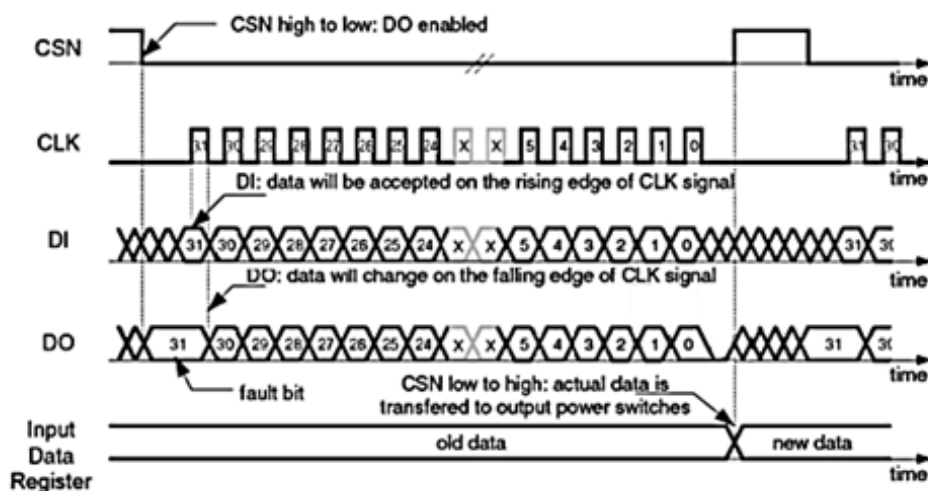 CSN high to low: DO enabled
CSN
time
CLK 31 30 29 28 27 26 25 24 x x 5 4 3 2 1 0 31 30
DI: data will be accepted on the rising edge of CLK signal
DI 31 30 29 28 27 26 25 24 x x 5 4 3 2 1 0 31 30
time
DO: data will change on the falling edge of CLK signal
DO 31 30 29 28 27 26 25 24 x x 5 4 3 2 1 0 31 30
time
fault bit
CSN low to high: actual data is
transfered to output power switches
Input
Data
Register
old data new data
time